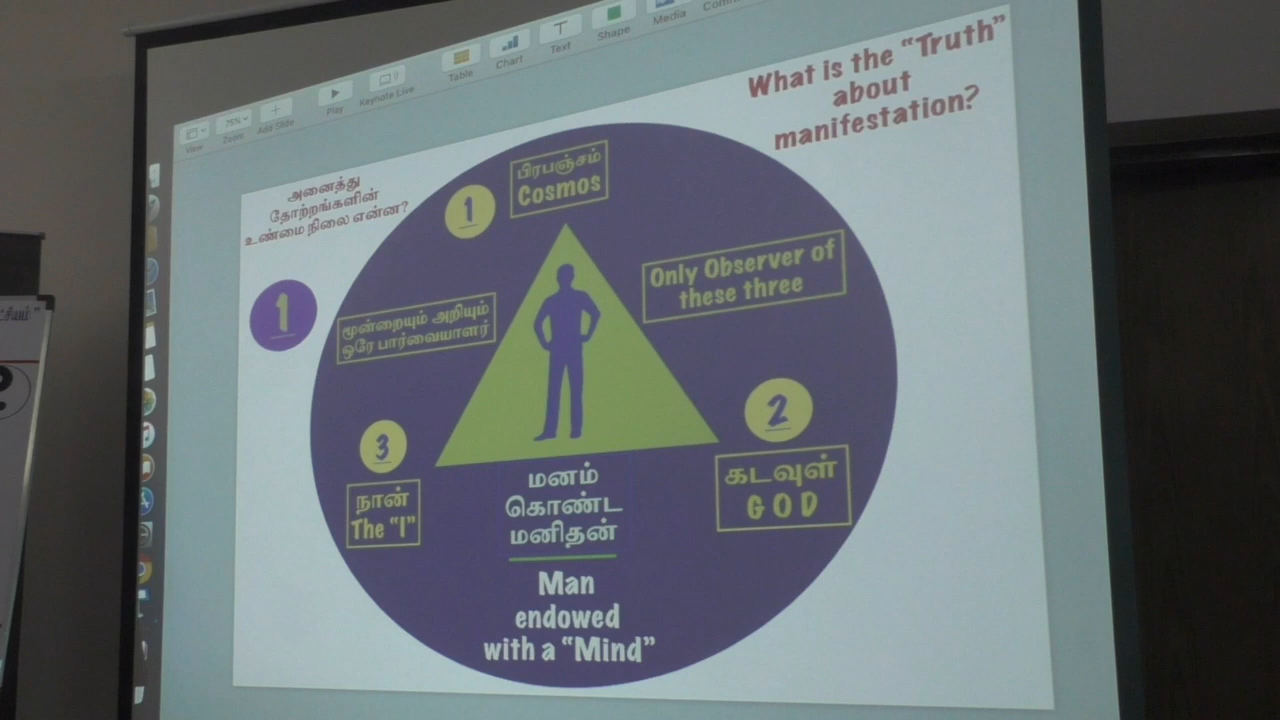 View
75%
Zoom
Add Slide
Play
Keynote Live
Table
Chart
Text
Shape
Media
What is the “Truth”
about
manifestation?
அனைத்து
தோற்றங்களின்
உண்மை நிலை என்ன?
1
1
பிரபஞ்சம்
Cosmos
Only Observer of
these three
மூன்றையும் அறியும்
ஒரே பார்வையாளர்
3
நான்
The “I”
2
கடவுள்
GOD
மனம்
கொண்ட
மனிதன்
Man
endowed
with a “Mind”